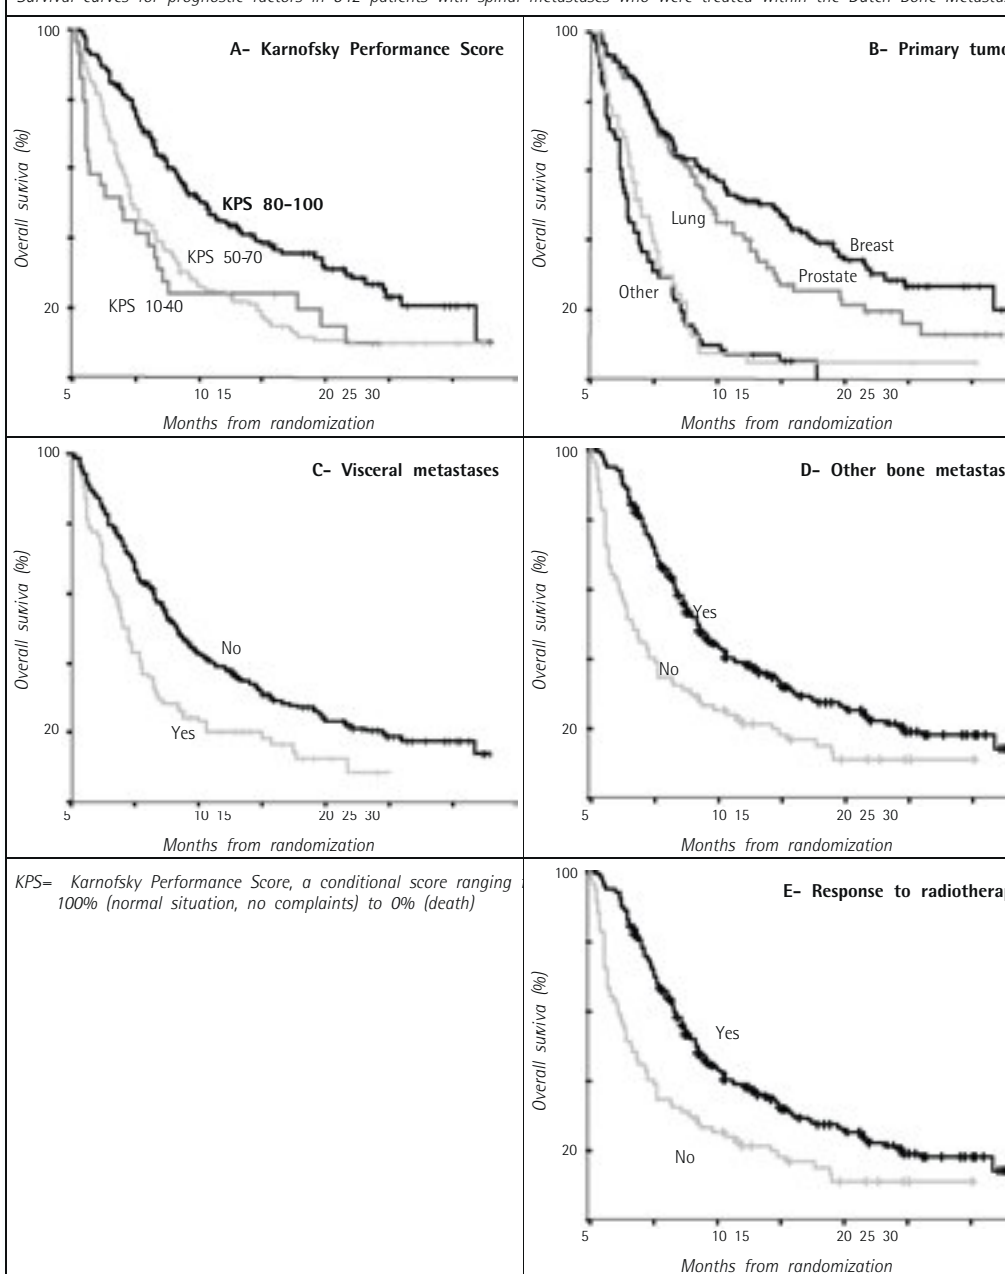 Survival curves for prognostic factors in 342 patients with spinal metastases who were treated within the Dutch Bone Metastas
A- Karnofsky Performance Score
100
20
Overall surviva (%)
KPS 80-100
KPS 50-70
KPS 10-40
5 10 15 20 25 30
Months from randomization
B- Primary tumo
100
20
Overall surviva (%)
Lung
Breast
Prostate
Other
5 10 15 20 25 30
Months from randomization
C- Visceral metastases
100
20
Overall surviva (%)
No
Yes
5 10 15 20 25 30
Months from randomization
D- Other bone metastas
100
20
Overall surviva (%)
Yes
No
5 10 15 20 25 30
Months from randomization
KPS= Karnofsky Performance Score, a conditional score ranging
100% (normal situation, no complaints) to 0% (death)
E- Response to radiotherap
100
20
Overall surviva (%)
Yes
No
5 10 15 20 25 30
Months from randomization